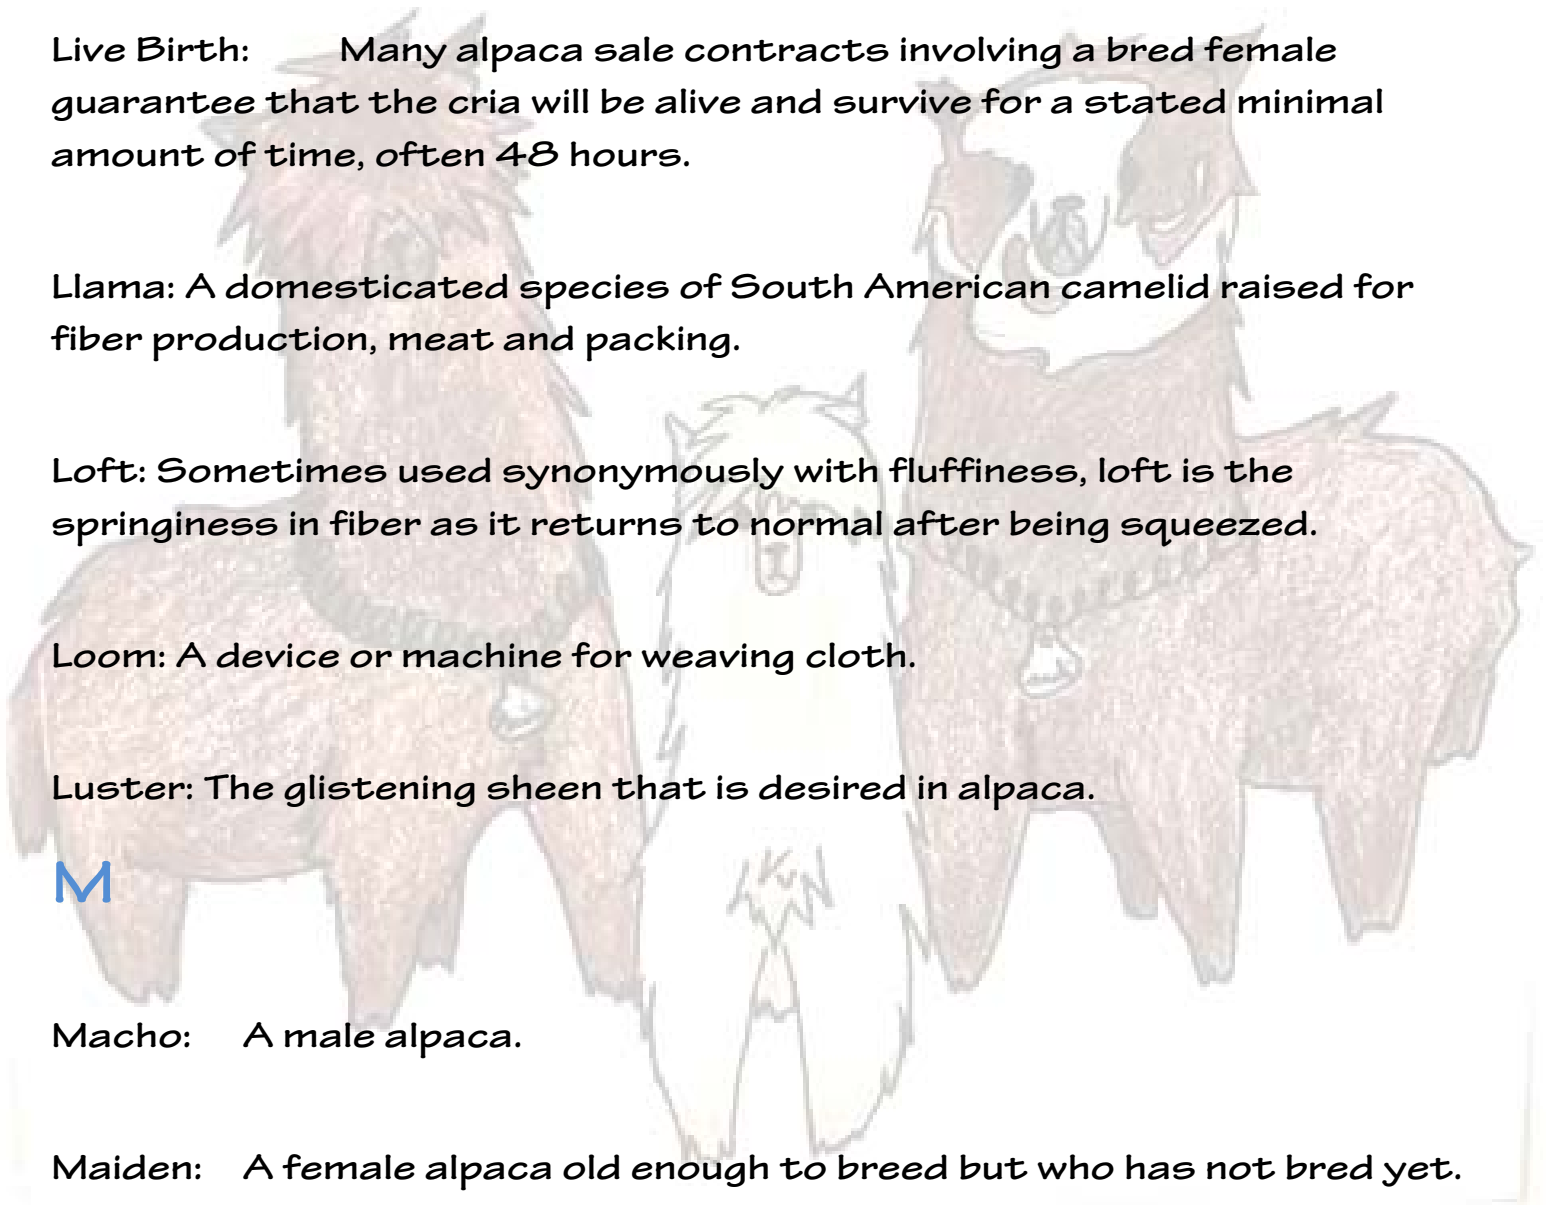 Live Birth: Many alpaca sale contracts involving a bred female
guarantee that the cria will be alive and survive for a stated minimal
amount of time, often 48 hours.
Llama: A domesticated species of South American camelid raised for
fiber production, meat and packing.
Loft: Sometimes used synonymously with fluffiness, loft is the
springiness in fiber as it returns to normal after being squeezed.
Loom: A device or machine for weaving cloth.
Luster: The glistening sheen that is desired in alpaca.
M
Macho: A male alpaca.
Maiden: A female alpaca old enough to breed but who has not bred yet.